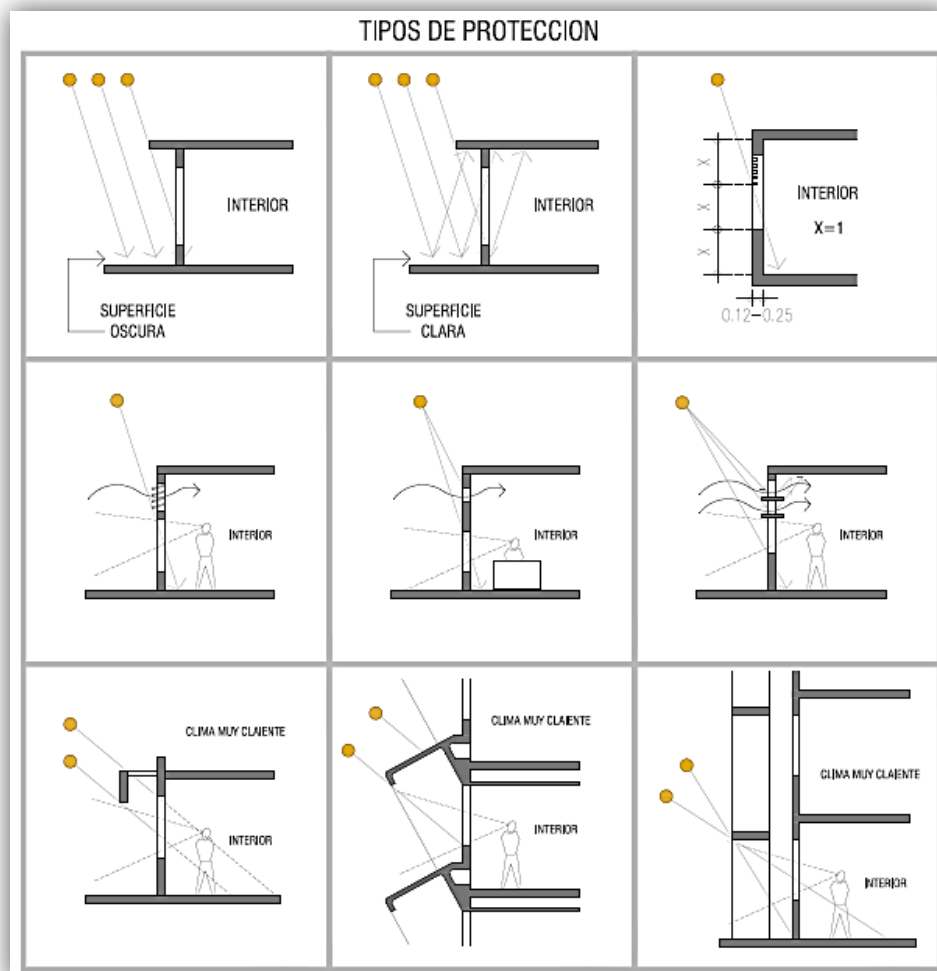 TIPOS DE PROTECCION
INTERIOR
SUPERFICIE
OSCURA
INTERIOR
SUPERFICIE
CLARA
X
X
X
INTERIOR
X=1
0.12-0.25
INTERIOR
INTERIOR
INTERIOR
CLIMA MUY CLAIENTE
INTERIOR
CLIMA MUY CLAIENTE
INTERIOR
CLIMA MUY CLAIENTE
INTERIOR